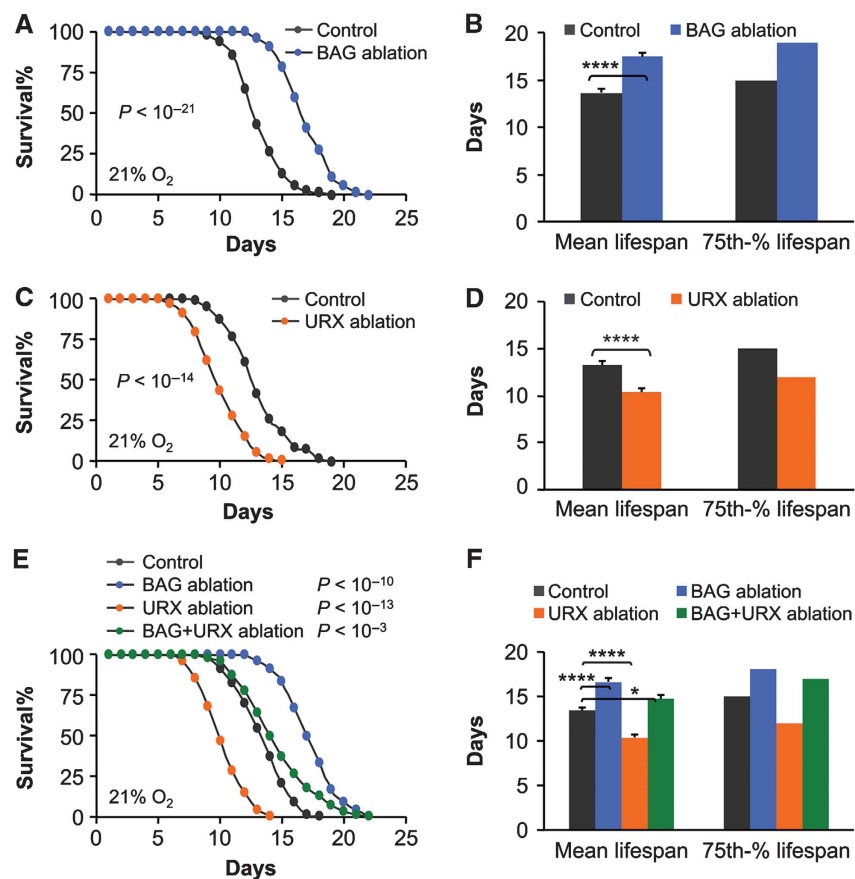 A
Control
BAG ablation
Survival%
100
75
50
25
0
P < 10⁻²¹
21% O₂
0 5 10 15 20 25
Days
B
Control BAG ablation
Days
20
15
10
5
0
****
Mean lifespan 75th-% lifespan
C
Control
URX ablation
Survival%
100
75
50
25
0
P < 10⁻¹⁴
21% O₂
0 5 10 15 20 25
Days
D
Control URX ablation
Days
20
15
10
5
0
****
Mean lifespan 75th-% lifespan
E
Control
BAG ablation P < 10⁻¹⁰
URX ablation P < 10⁻¹³
BAG+URX ablation P < 10⁻³
Survival%
100
75
50
25
0
21% O₂
0 5 10 15 20 25
Days
F
Control BAG ablation
URX ablation BAG+URX ablation
Days
20
15
10
5
0
****
****
*
Mean lifespan 75th-% lifespan